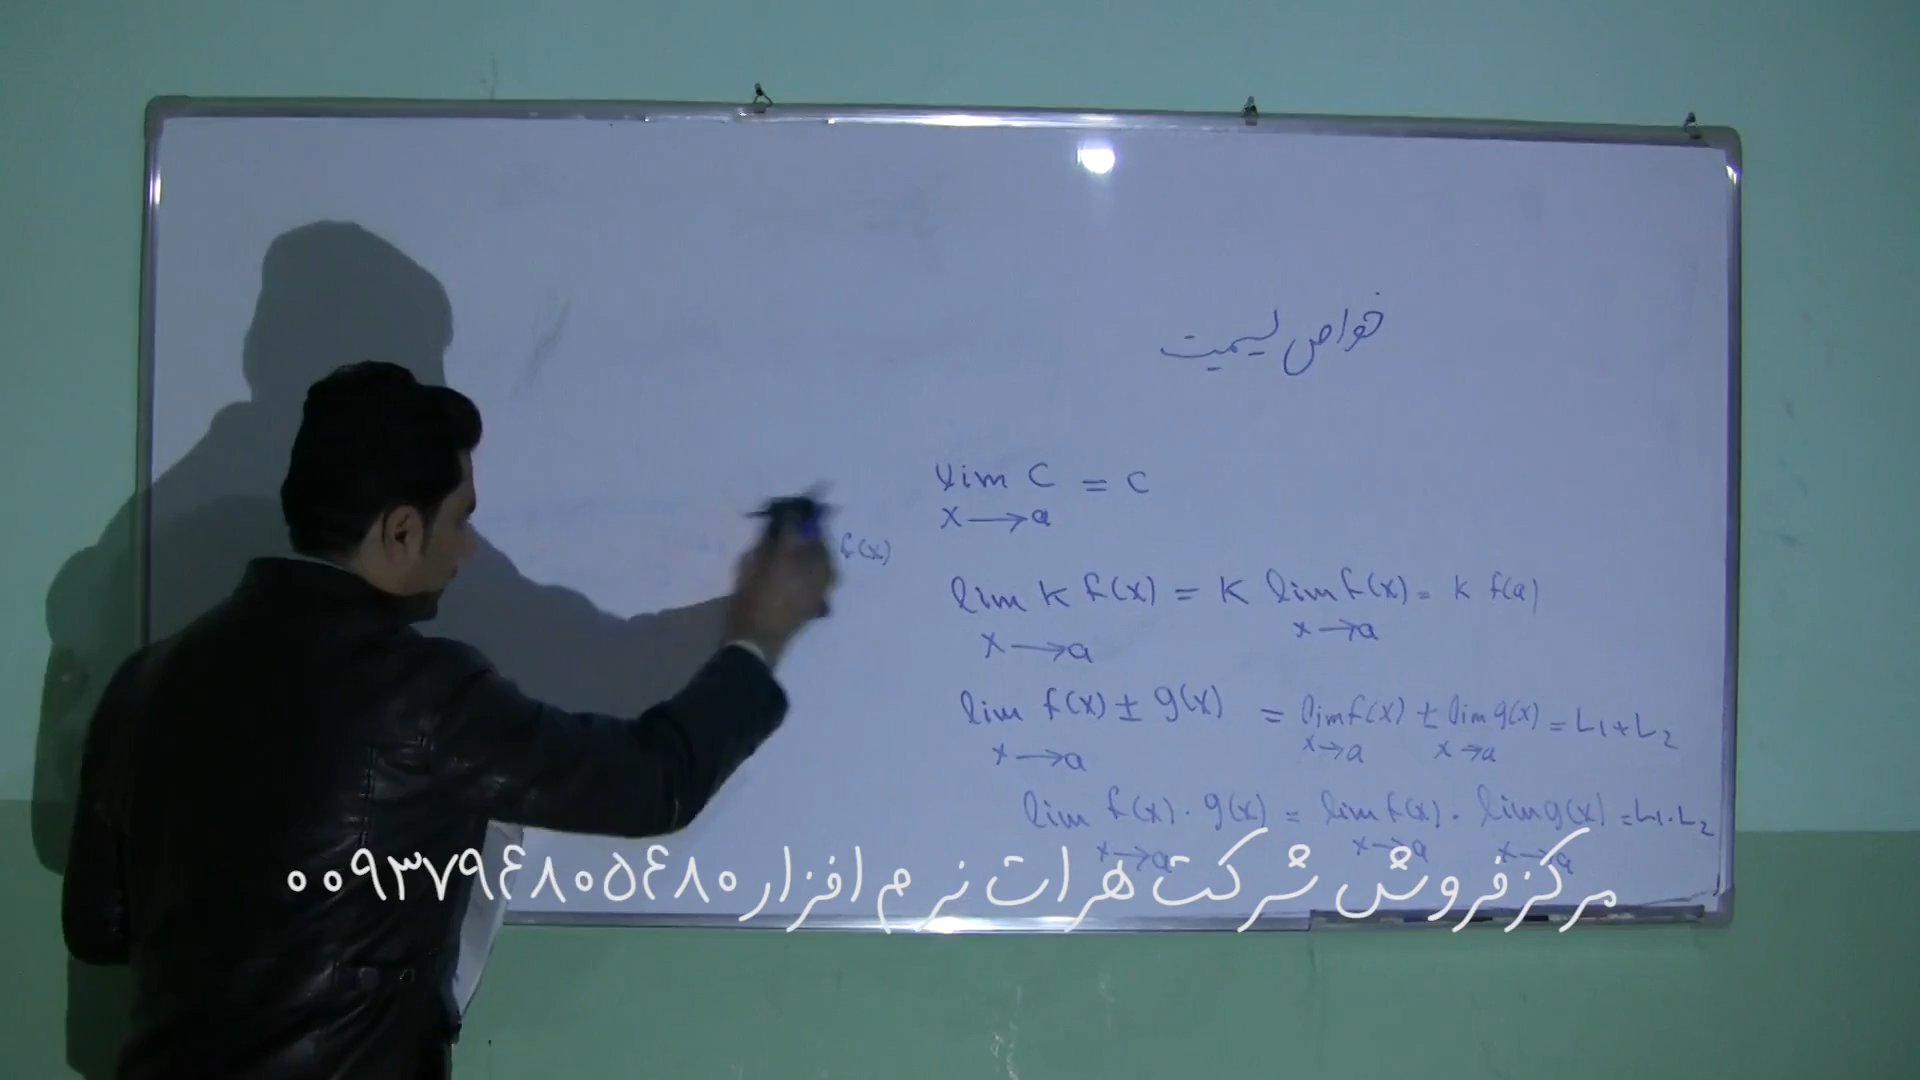 خواص لیمیت
lim C = C
x→a
f(x)
lim K f(x) = K lim f(x) = K f(a)
x→a x→a
lim f(x) ± g(x) = lim f(x) ± lim g(x) = L1 + L2
x→a x→a x→a
lim f(x) . g(x) = lim f(x) . lim g(x) = L1 . L2
x→a x→a x→a
مرکز فروش شرکت هرات نرم افزار ۰۰۹۳۷۹۶۸۰۵۶۸۰